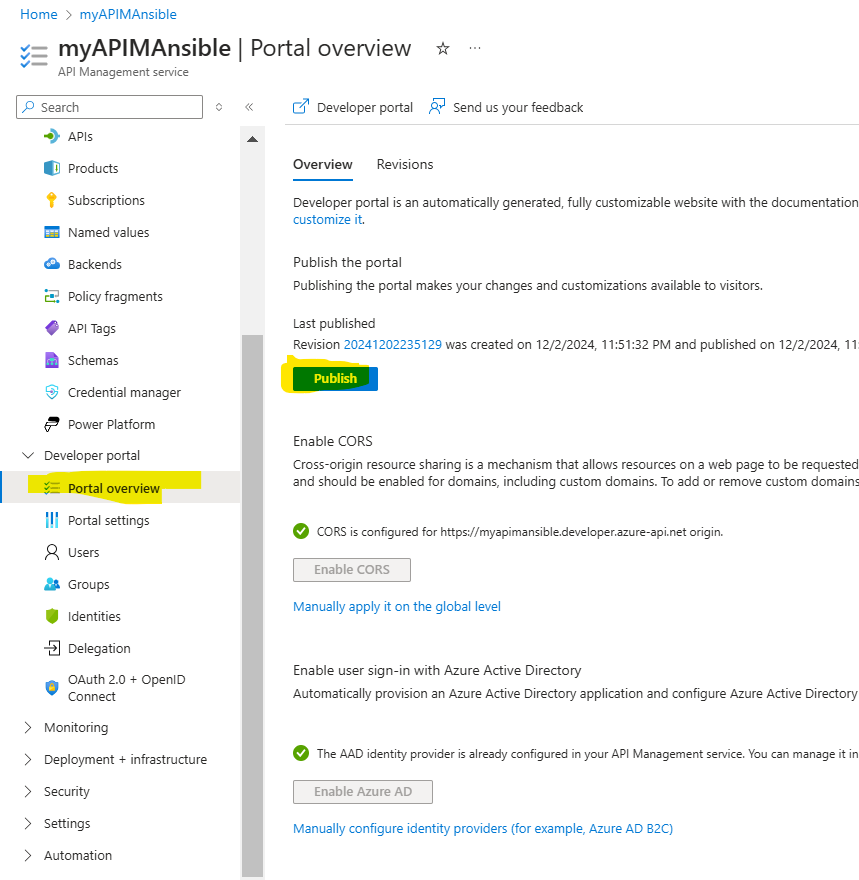 Home > myAPIMAnsible
myAPIMAnsible | Portal overview
API Management service
Search
APIs
Products
Subscriptions
Named values
Backends
Policy fragments
API Tags
Schemas
Credential manager
Power Platform
Developer portal
Portal overview
Portal settings
Users
Groups
Identities
Delegation
OAuth 2.0 + OpenID
Connect
Monitoring
Deployment + infrastructure
Security
Settings
Automation
Developer portal Send us your feedback
Overview Revisions
Developer portal is an automatically generated, fully customizable website with the documentation
customize it.
Publish the portal
Publishing the portal makes your changes and customizations available to visitors.
Last published
Revision 20241202235129 was created on 12/2/2024, 11:51:32 PM and published on 12/2/2024, 11:
Publish
Enable CORS
Cross-origin resource sharing is a mechanism that allows resources on a web page to be requested
and should be enabled for domains, including custom domains. To add or remove custom domains
CORS is configured for https://myapimansible.developer.azure-api.net origin.
Enable CORS
Manually apply it on the global level
Enable user sign-in with Azure Active Directory
Automatically provision an Azure Active Directory application and configure Azure Active Directory
The AAD identity provider is already configured in your API Management service. You can manage it in
Enable Azure AD
Manually configure identity providers (for example, Azure AD B2C)